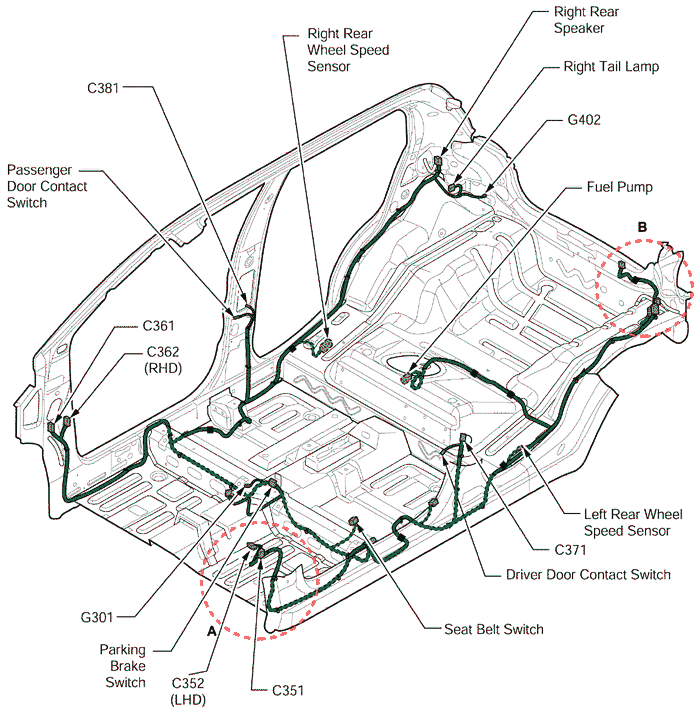 Right Rear
Speaker
Right Rear
Wheel Speed
Sensor
Right Tail Lamp
C381
G402
Passenger
Door Contact
Switch
Fuel Pump
B
C361
C362
(RHD)
Left Rear Wheel
Speed Sensor
C371
Driver Door Contact Switch
G301
A
Seat Belt Switch
Parking
Brake
Switch
C352
(LHD)
C351